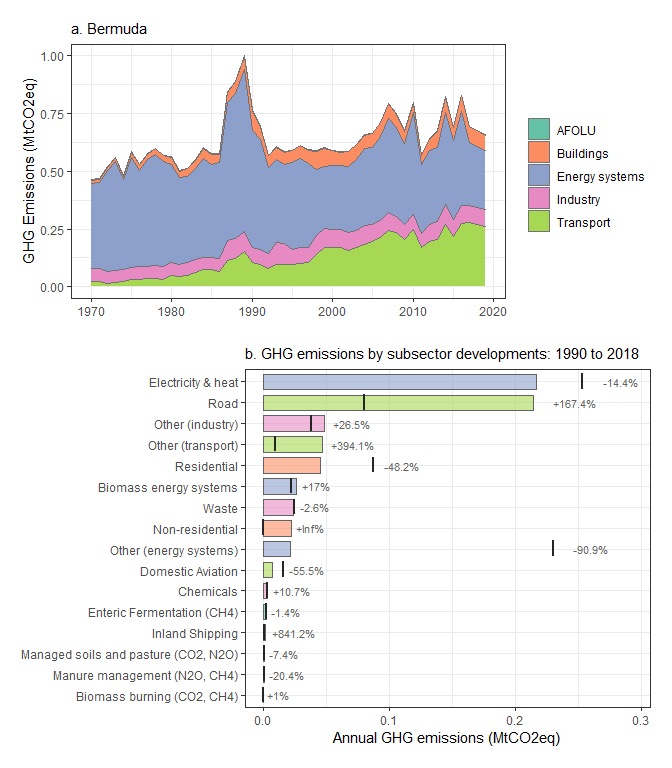 a. Bermuda
1.00
0.75
0.50
0.25
0.00
GHG Emissions (MtCO2eq)
1970 1980 1990 2000 2010 2020
AFOLU
Buildings
Energy systems
Industry
Transport
b. GHG emissions by subsector developments: 1990 to 2018
Electricity & heat -14.4%
Road +167.4%
Other (industry) +26.5%
Other (transport) +394.1%
Residential -48.2%
Biomass energy systems +17%
Waste -2.6%
Non-residential +Inf%
Other (energy systems) -90.9%
Domestic Aviation -55.5%
Chemicals +10.7%
Enteric Fermentation (CH4) -1.4%
Inland Shipping +841.2%
Managed soils and pasture (CO2, N2O) -7.4%
Manure management (N2O, CH4) -20.4%
Biomass burning (CO2, CH4) +1%
0.0 0.1 0.2 0.3
Annual GHG emissions (MtCO2eq)